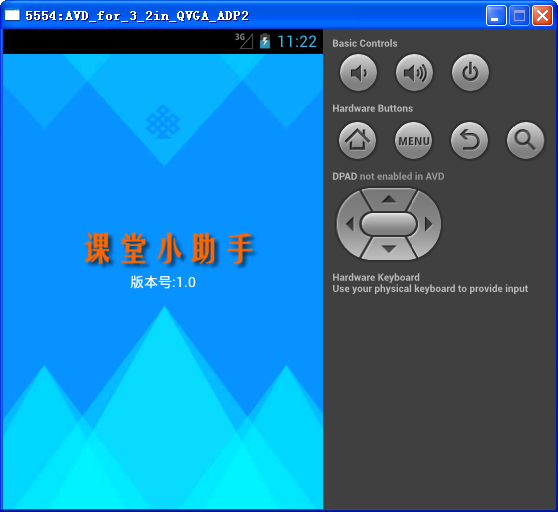 5554:AVD_for_3_2in_QVGA_ADP2
3G 11:22
课堂小助手
版本号:1.0
Basic Controls
Hardware Buttons
MENU
DPAD not enabled in AVD
Hardware Keyboard
Use your physical keyboard to provide input